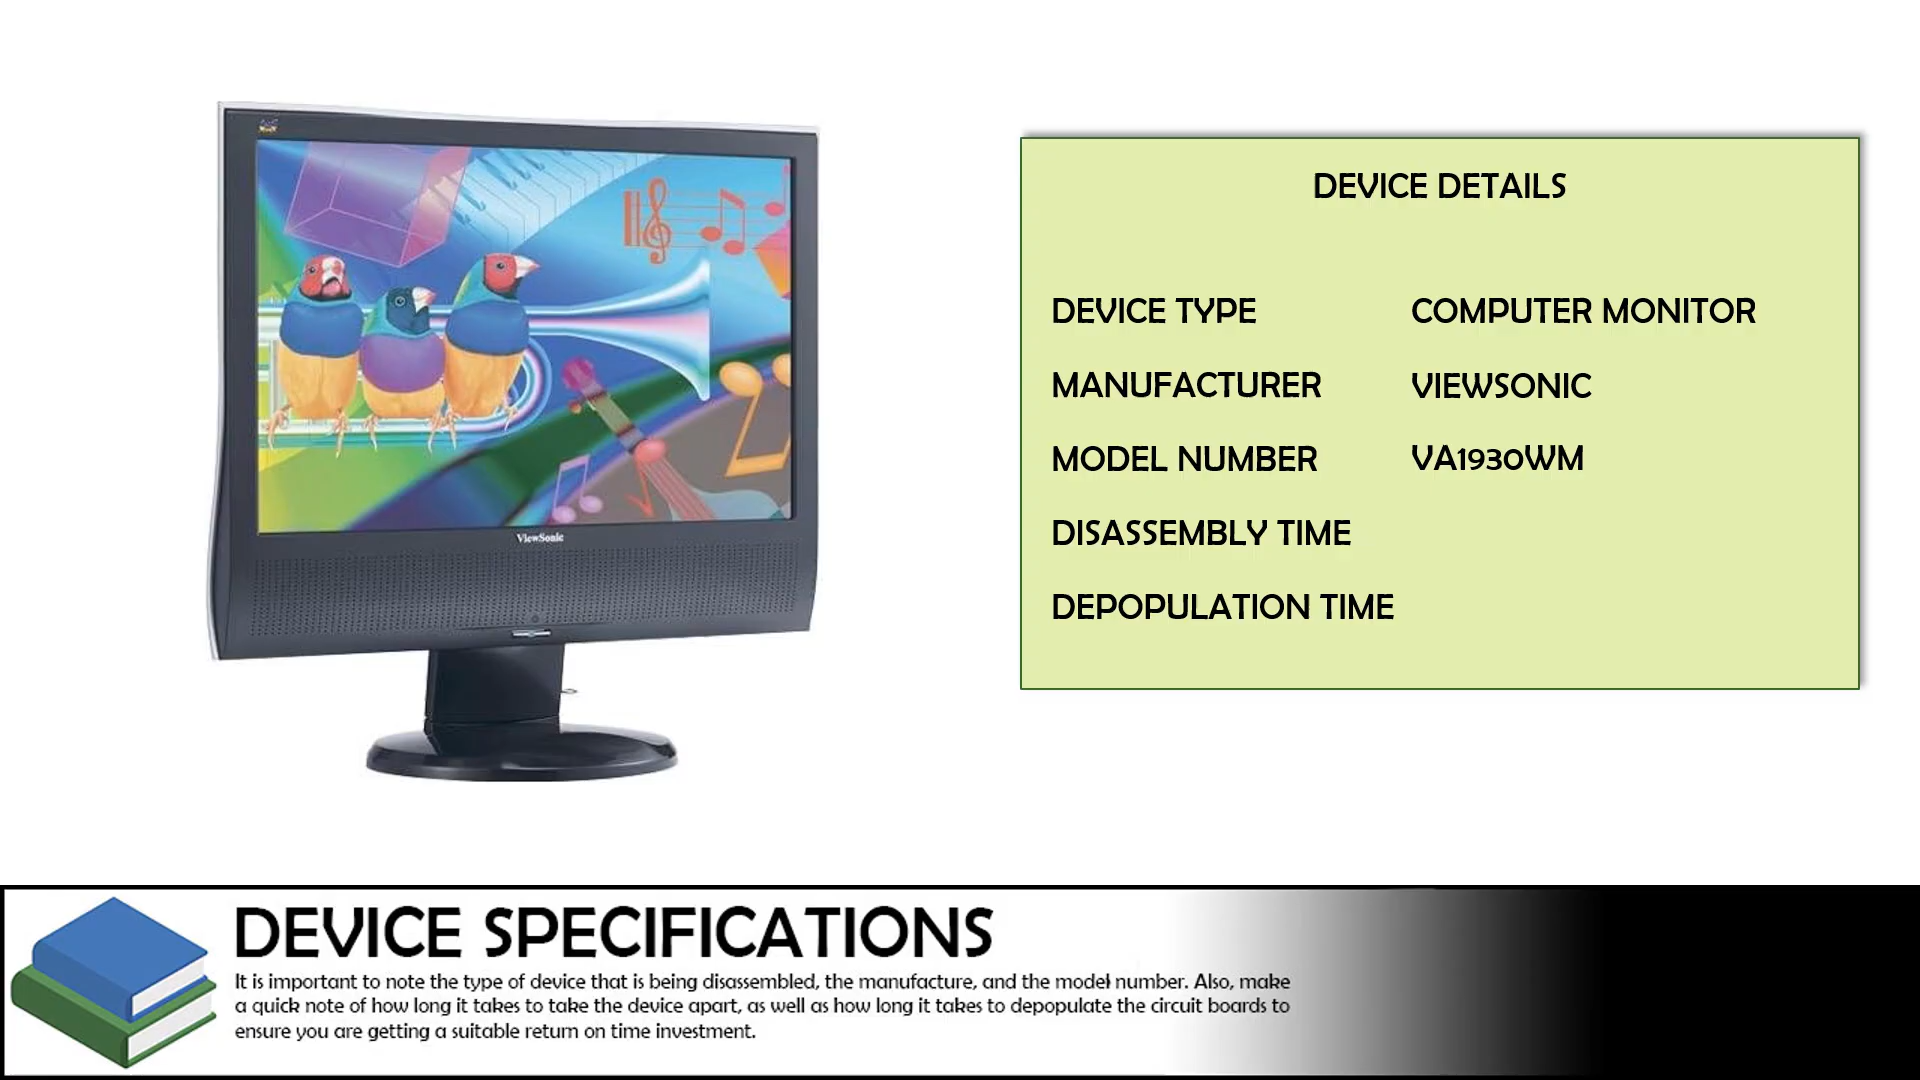 ViewSonic
DEVICE DETAILS
DEVICE TYPE COMPUTER MONITOR
MANUFACTURER VIEWSONIC
MODEL NUMBER VA1930WM
DISASSEMBLY TIME
DEPOPULATION TIME
DEVICE SPECIFICATIONS
It is important to note the type of device that is being disassembled, the manufacture, and the model number. Also, make
a quick note of how long it takes to take the device apart, as well as how long it takes to depopulate the circuit boards to
ensure you are getting a suitable return on time investment.